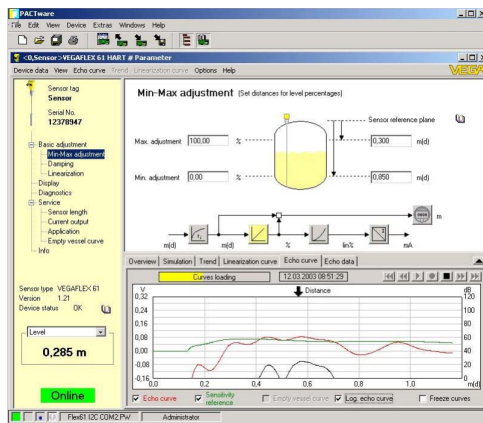 PACTware
File Edit View Device Extras Windows Help
<0,Sensor>VEGAFLEX 61 HART # Parameter
Device data View Echo curve Trend Linearization curve Options Help
VEGA
Sensor tag
Sensor
Serial No.
12378947
Basic adjustment
Min-Max adjustment
Damping
Linearization
Display
Diagnostics
Service
Sensor length
Current output
Application
Empty vessel curve
Info
Sensor type VEGAFLEX 61
Version 1.21
Device status OK
Level
0,285 m
Online
Min-Max adjustment (Set distances for level percentages)
Sensor reference plane
Max. adjustment 100,00 % 0,300 m(d)
Min. adjustment 0,00 % 0,850 m(d)
m
m(d) m(d) % lin% mA
Overview Simulation Trend Linearization curve Echo curve Echo data
Curves loading 12.03.2003 08:51:29
V Distance dB
0,32 120
0,24 100
0,16 80
0,08 60
0,00 40
-0,08 20
-0,16 0
0,0 0,2 0,4 0,6 0,8 1,0 m(d)
Echo curve Sensitivity reference Empty vessel curve Log. echo curve Freeze curves
Flex61 I2C COM2.PW Administrator